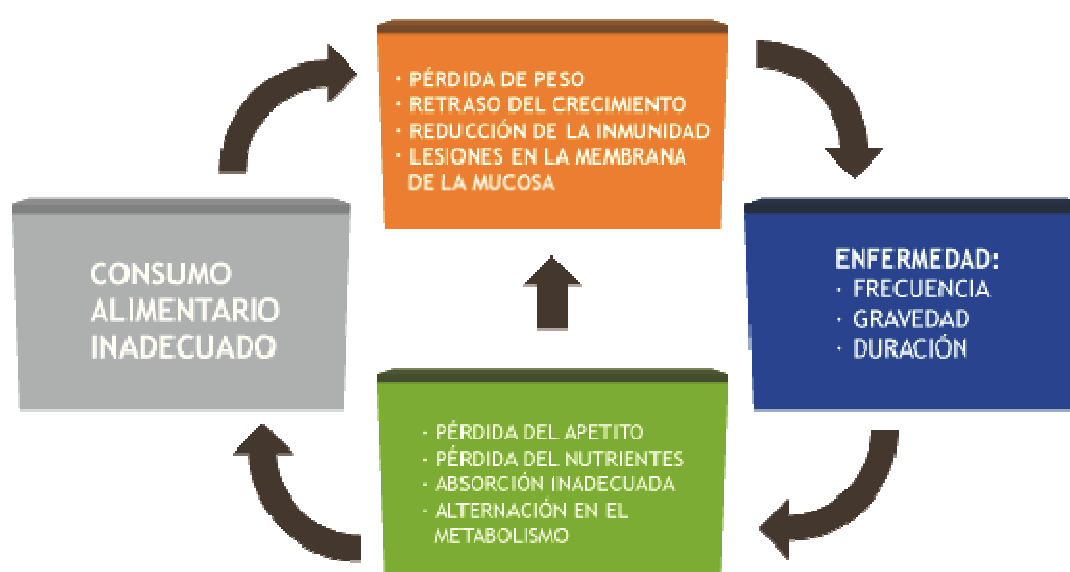 · PÉRDIDA DE PESO
· RETRASO DEL CRECIMIENTO
· REDUCCIÓN DE LA INMUNIDAD
· LESIONES EN LA MEMBRANA
DE LA MUCOSA
CONSUMO
ALIMENTARIO
INADECUADO
ENFERMEDAD:
· FRECUENCIA
· GRAVEDAD
· DURACIÓN
· PÉRDIDA DEL APETITO
· PÉRDIDA DEL NUTRIENTES
· ABSORCIÓN INADECUADA
· ALTERNACIÓN EN EL
METABOLISMO